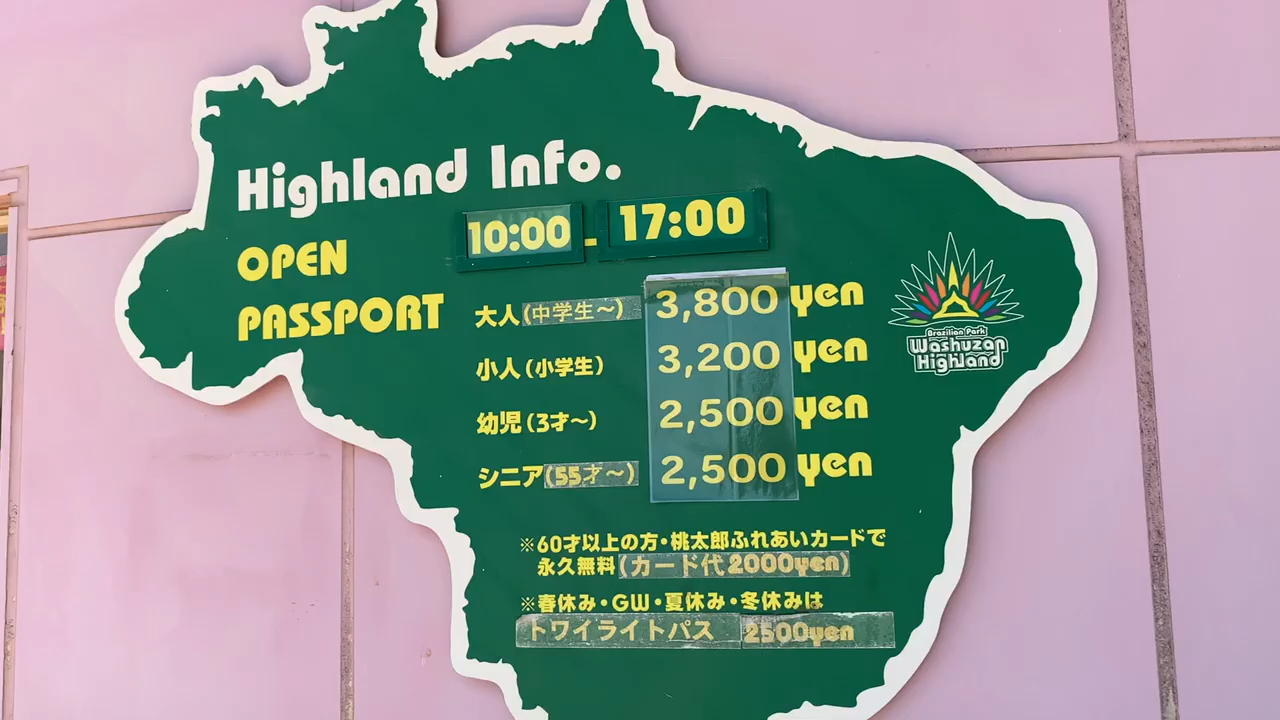 Highland Info.
OPEN 10:00 - 17:00
PASSPORT
大人(中学生～) 3,800 yen
小人(小学生) 3,200 yen
幼児(3才～) 2,500 yen
シニア(55才～) 2,500 yen
※60才以上の方・桃太郎ふれあいカードで
永久無料(カード代2000yen)
※春休み・GW・夏休み・冬休みは
トワイライトパス 2500yen
Brazilian Park
Washuzan
Highland